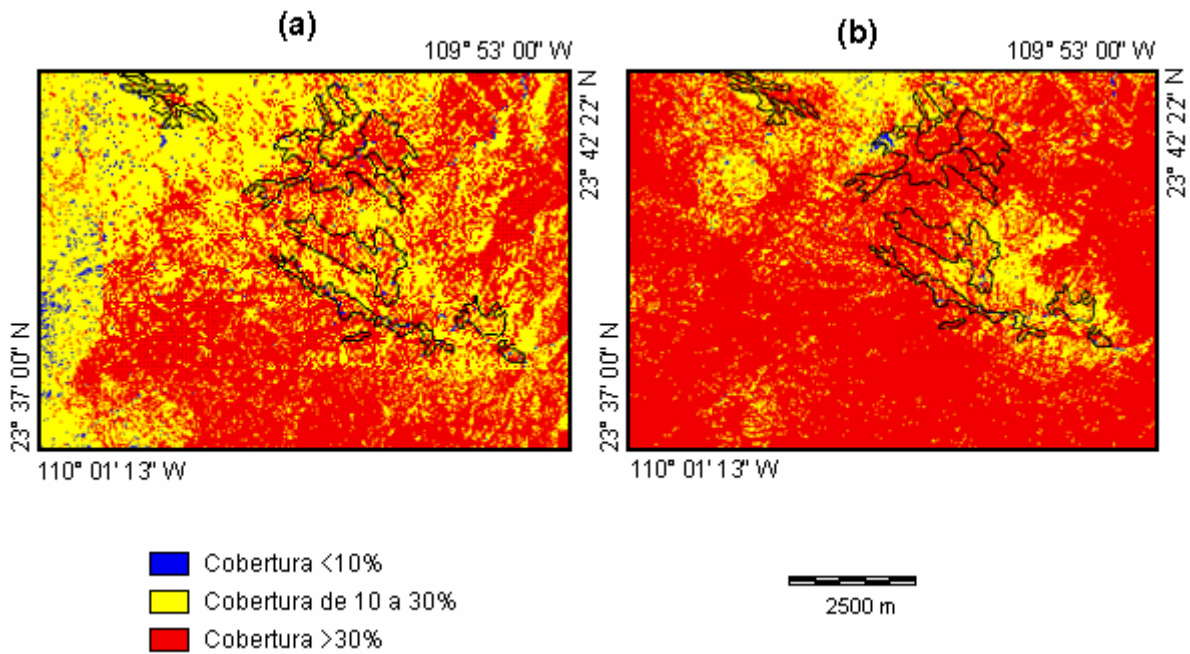 (a)
109° 53' 00" W
23° 42' 22" N
23° 37' 00" N
110° 01' 13" W
(b)
109° 53' 00" W
23° 42' 22" N
23° 37' 00" N
110° 01' 13" W
Cobertura <10%
Cobertura de 10 a 30%
Cobertura >30%
2500 m